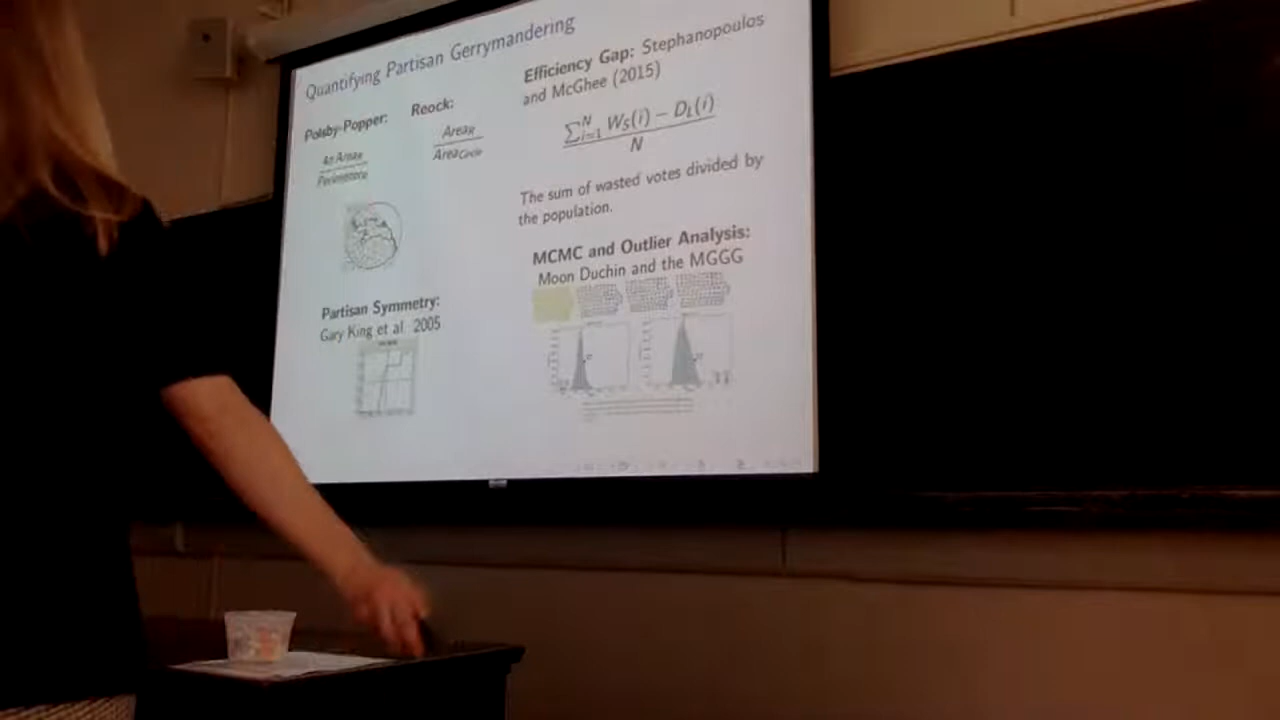 Quantifying Partisan Gerrymandering
Polsby-Popper:
Reock:
4π Area_R
Area_R
Area_Circle
Partisan Symmetry:
Gary King et al. 2005
Efficiency Gap: Stephanopoulos
and McGhee (2015)
∑_{i=1}^{N} W_S(i) − D_L(i)
N
The sum of wasted votes divided by
the population.
MCMC and Outlier Analysis:
Moon Duchin and the MGGG